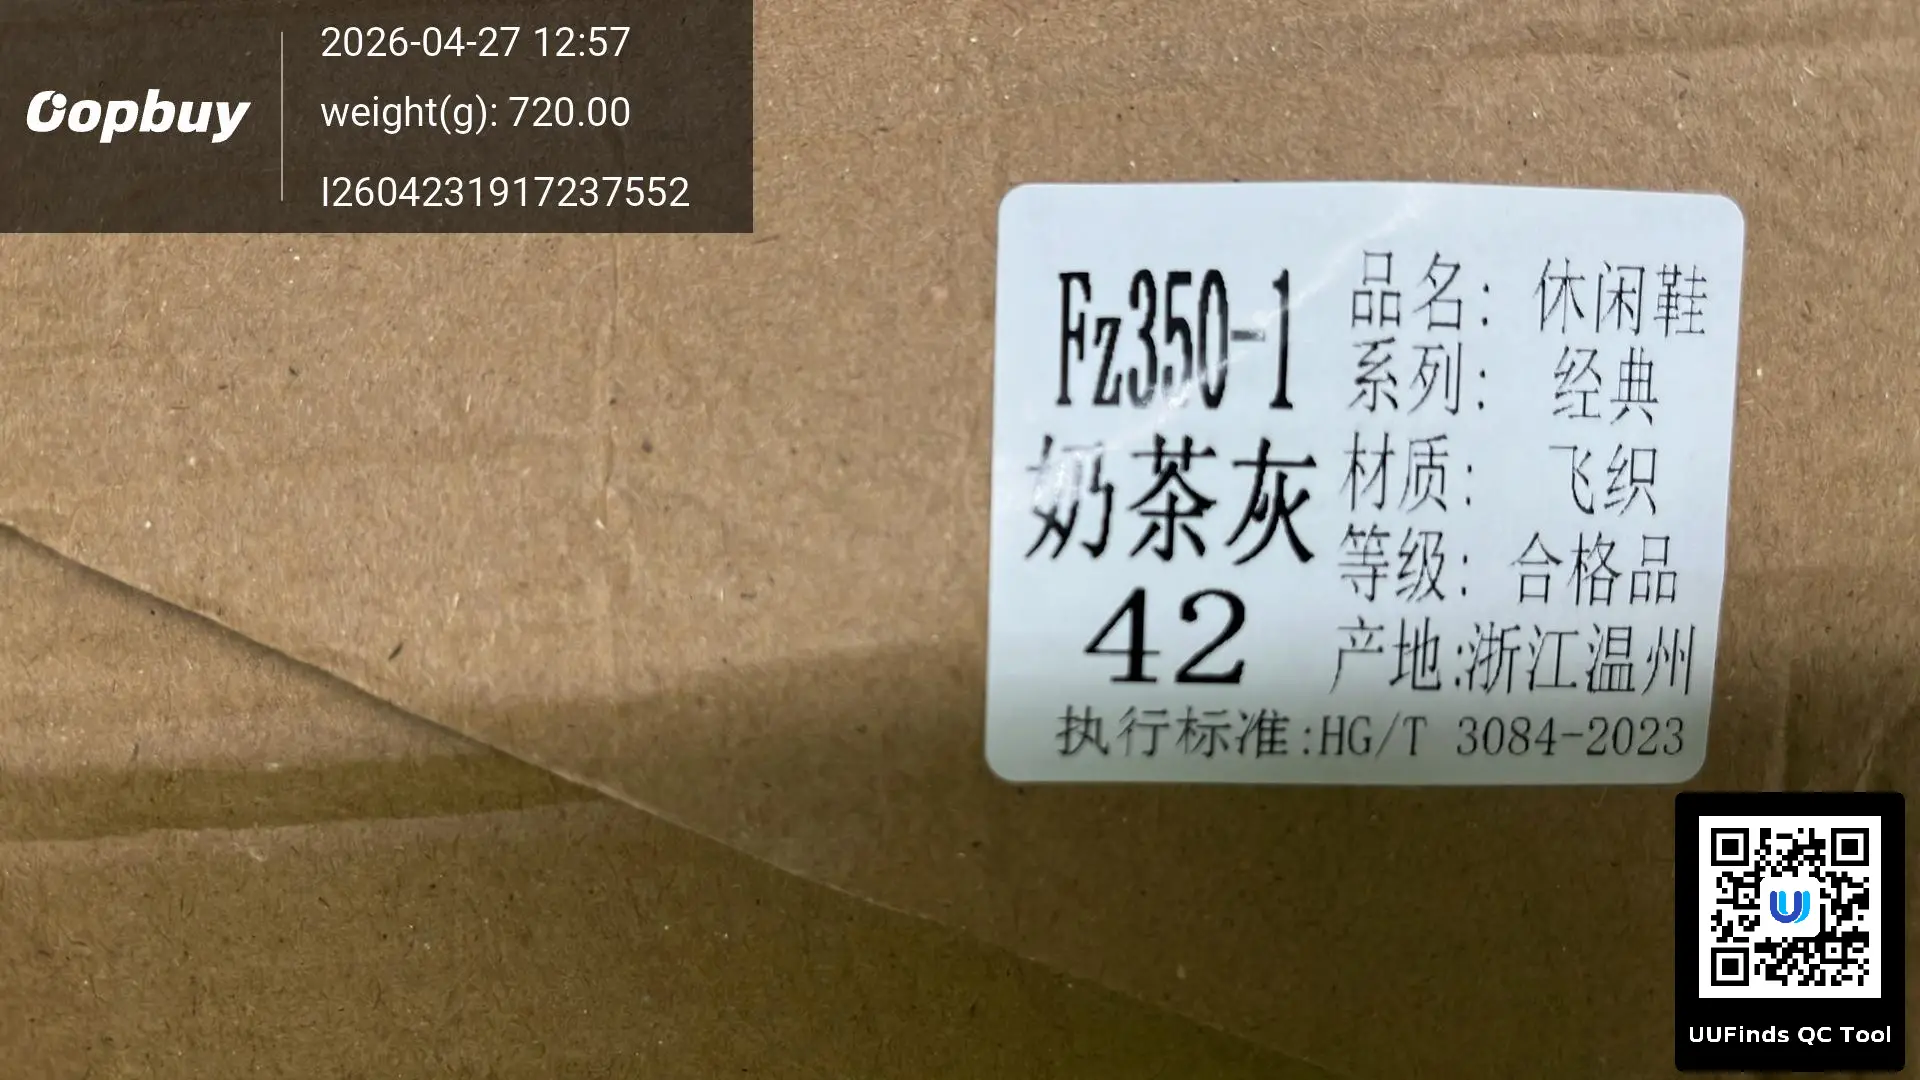 2026-04-27 12:57
Oopbuy
weight(g): 720.00
I2604231917237552
Fz350-1
奶茶灰
42
品名: 休闲鞋
系列: 经典
材质: 飞织
等级: 合格品
产地:浙江温州
执行标准:HG/T 3084-2023
UUFinds QC Tool